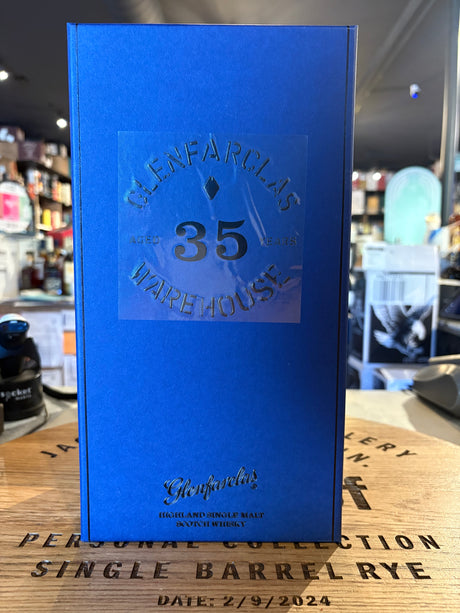 GLENFARCLAS
AGED 35 YEARS
WAREHOUSE
Glenfarclas
HIGHLAND SINGLE MALT
SCOTCH WHISKY
socket
PERSONAL COLLECTION
SINGLE BARREL RYE
DATE: 2/9/2024